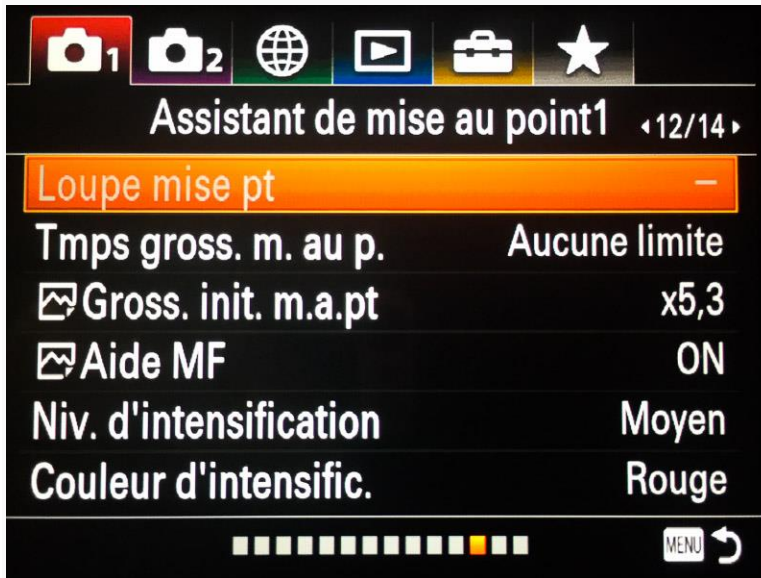 1 2
Assistant de mise au point1 ◂12/14▸
Loupe mise pt –
Tmps gross. m. au p. Aucune limite
Gross. init. m.a.pt x5,3
Aide MF ON
Niv. d'intensification Moyen
Couleur d'intensific. Rouge
MENU